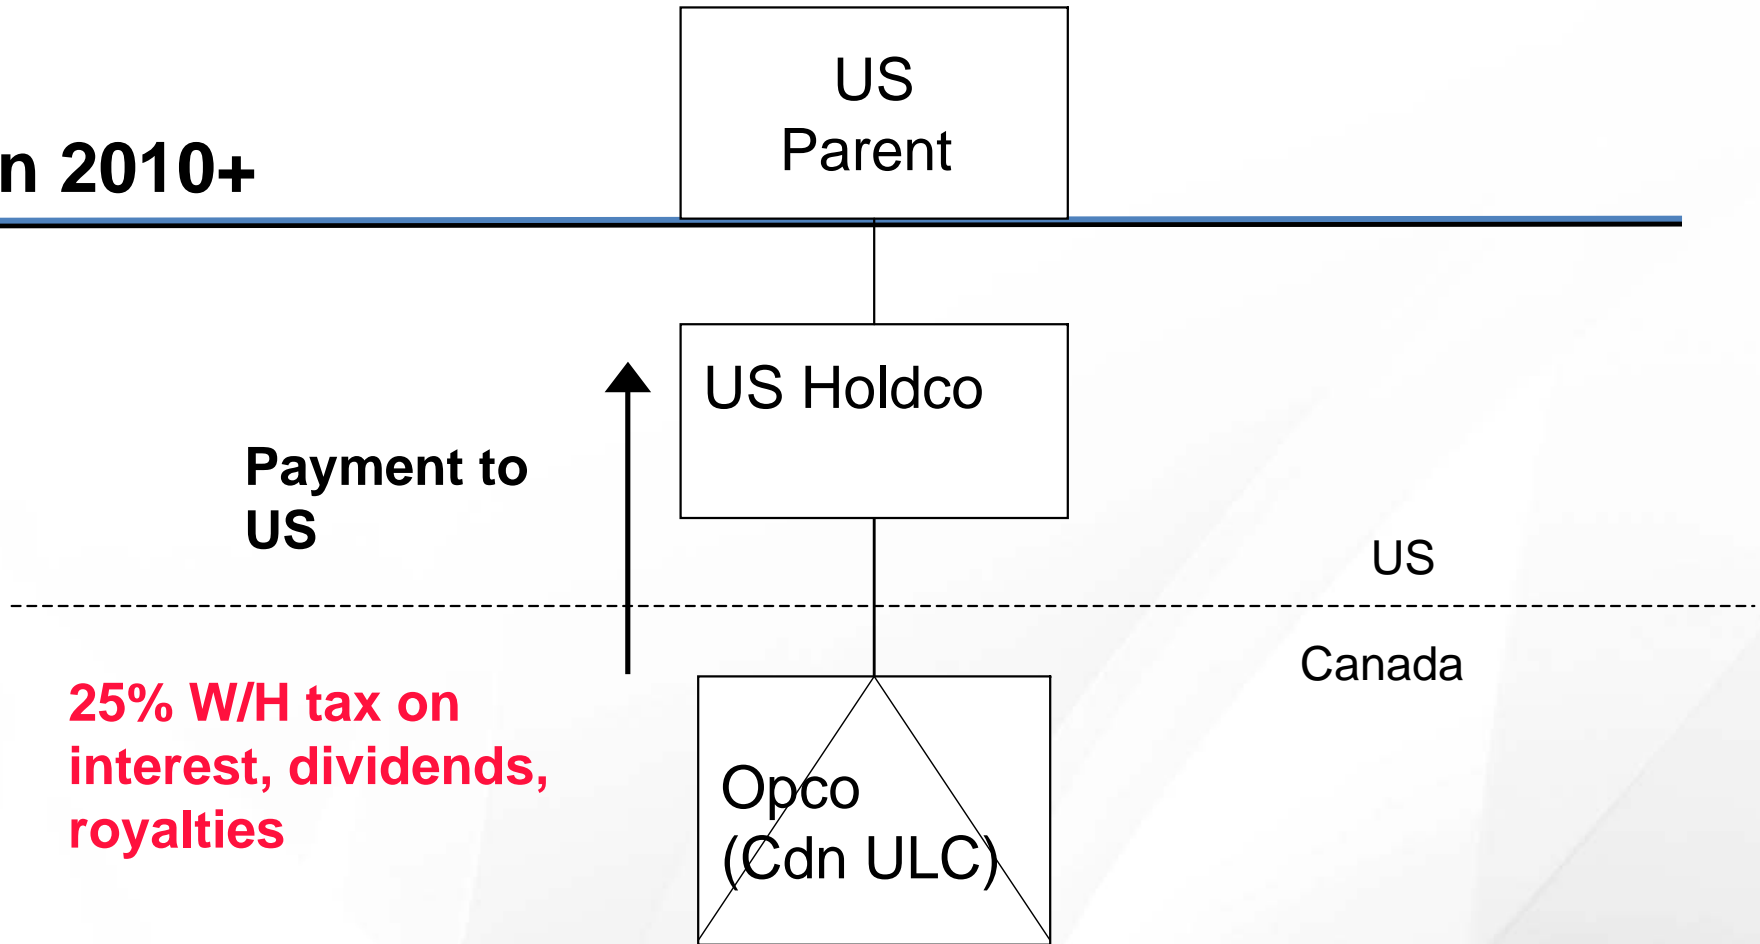 US
Parent
n 2010+
US Holdco
Payment to
US
US
Canada
25% W/H tax on
interest, dividends,
royalties
Opco
(Cdn ULC)